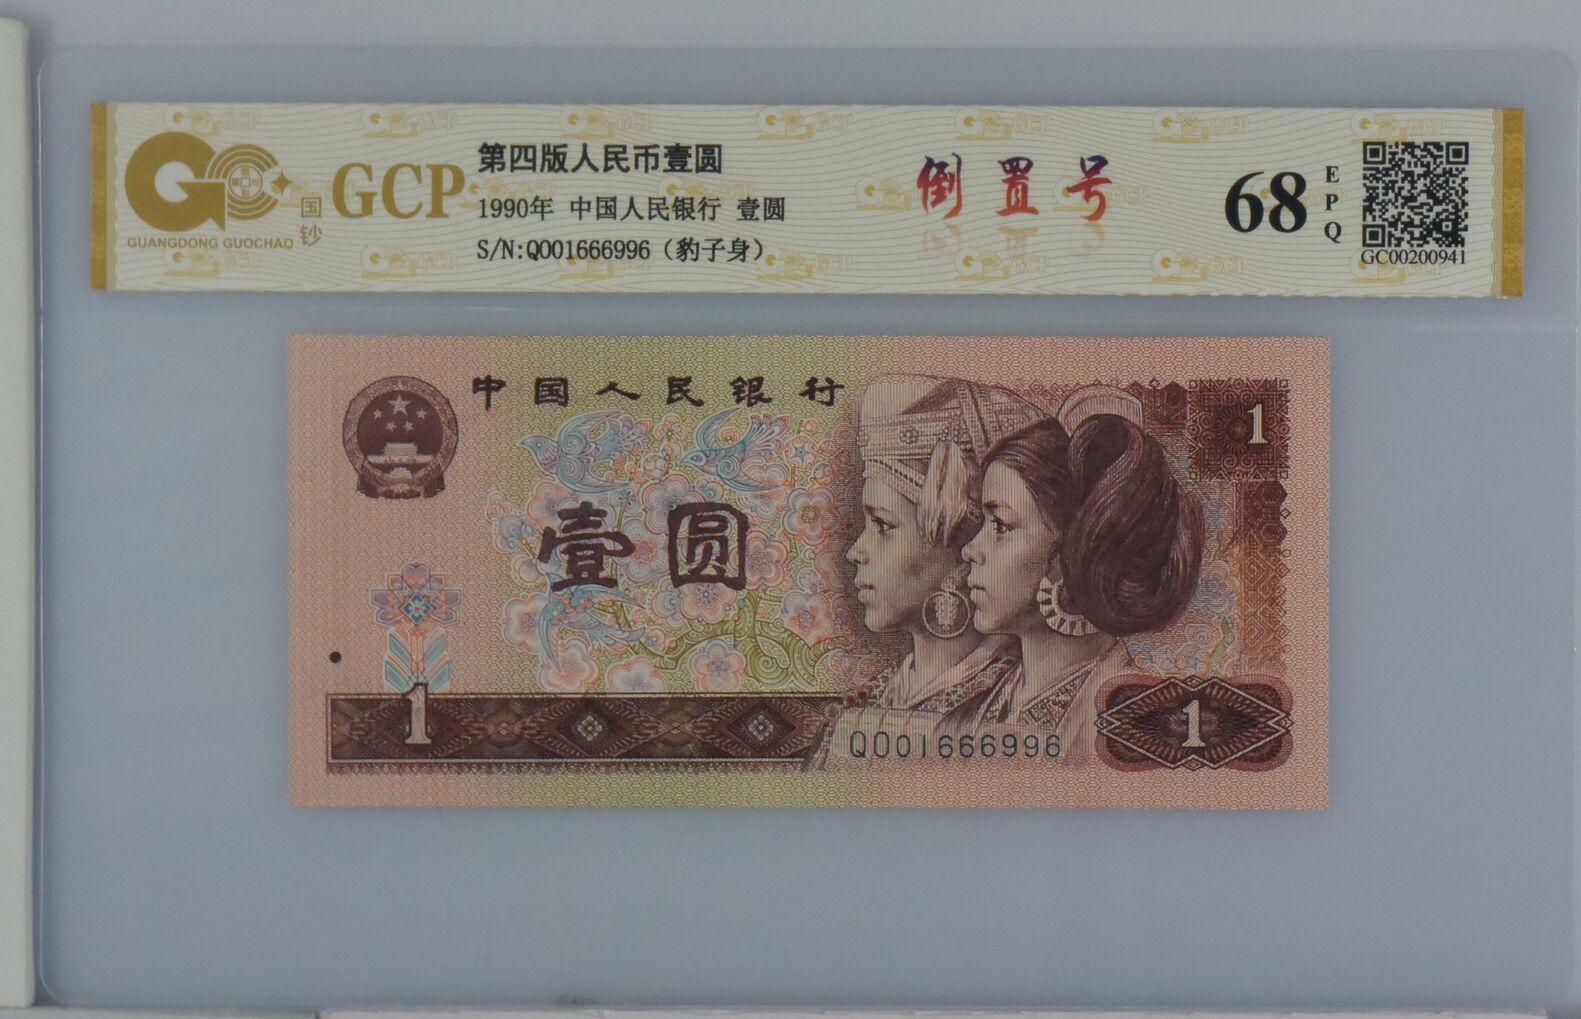 GCP
国钞
GUANGDONG GUOCHAO
第四版人民币壹圆
1990年 中国人民银行 壹圆
S/N:Q001666996（豹子身）
倒置号
68
EPQ
GC00200941
中国人民银行
1
壹圆
1
Q001666996
1